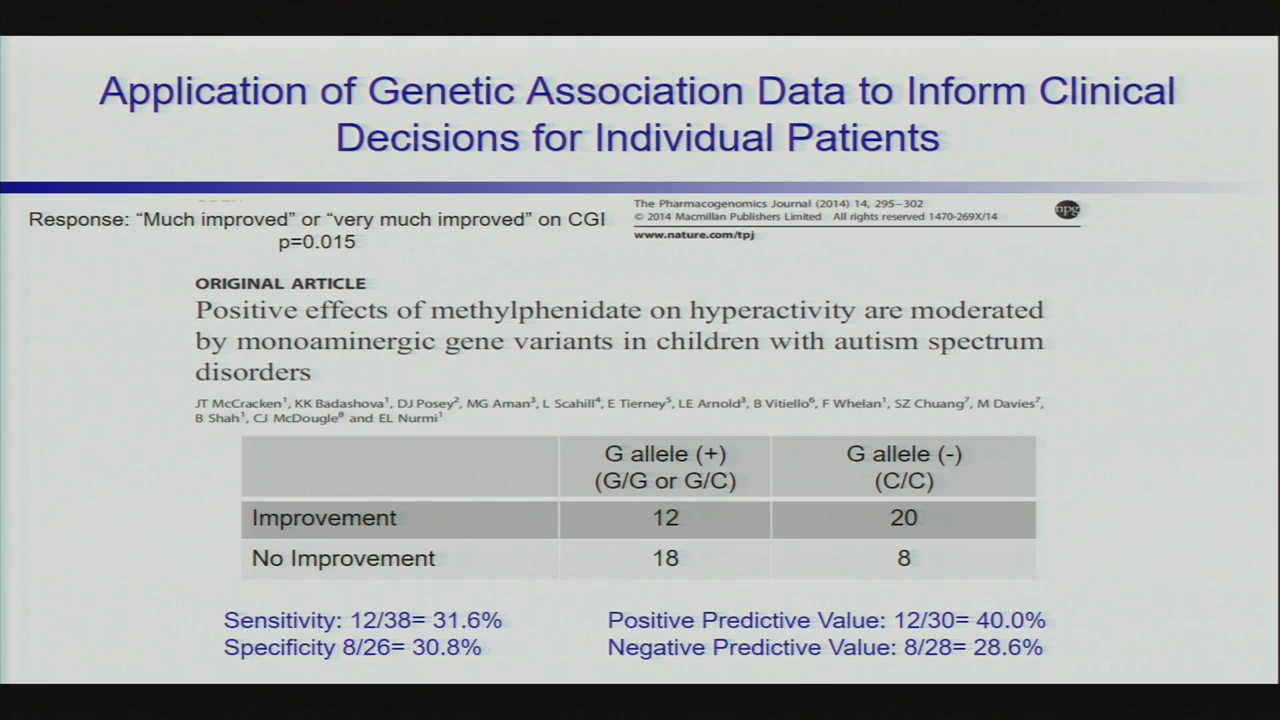 Application of Genetic Association Data to Inform Clinical
Decisions for Individual Patients
Response: “Much improved” or “very much improved” on CGI
p=0.015
The Pharmacogenomics Journal (2014) 14, 295–302
© 2014 Macmillan Publishers Limited All rights reserved 1470-269X/14
www.nature.com/tpj
npg
ORIGINAL ARTICLE
Positive effects of methylphenidate on hyperactivity are moderated
by monoaminergic gene variants in children with autism spectrum
disorders
JT McCracken¹, KK Badashova¹, DJ Posey², MG Aman³, L Scahill⁴, E Tierney⁵, LE Arnold³, B Vitiello⁶, F Whelan¹, SZ Chuang⁷, M Davies⁷,
B Shah¹, CJ McDougle⁸ and EL Nurmi¹
G allele (+) G allele (-)
(G/G or G/C) (C/C)
Improvement 12 20
No Improvement 18 8
Sensitivity: 12/38= 31.6% Positive Predictive Value: 12/30= 40.0%
Specificity 8/26= 30.8% Negative Predictive Value: 8/28= 28.6%